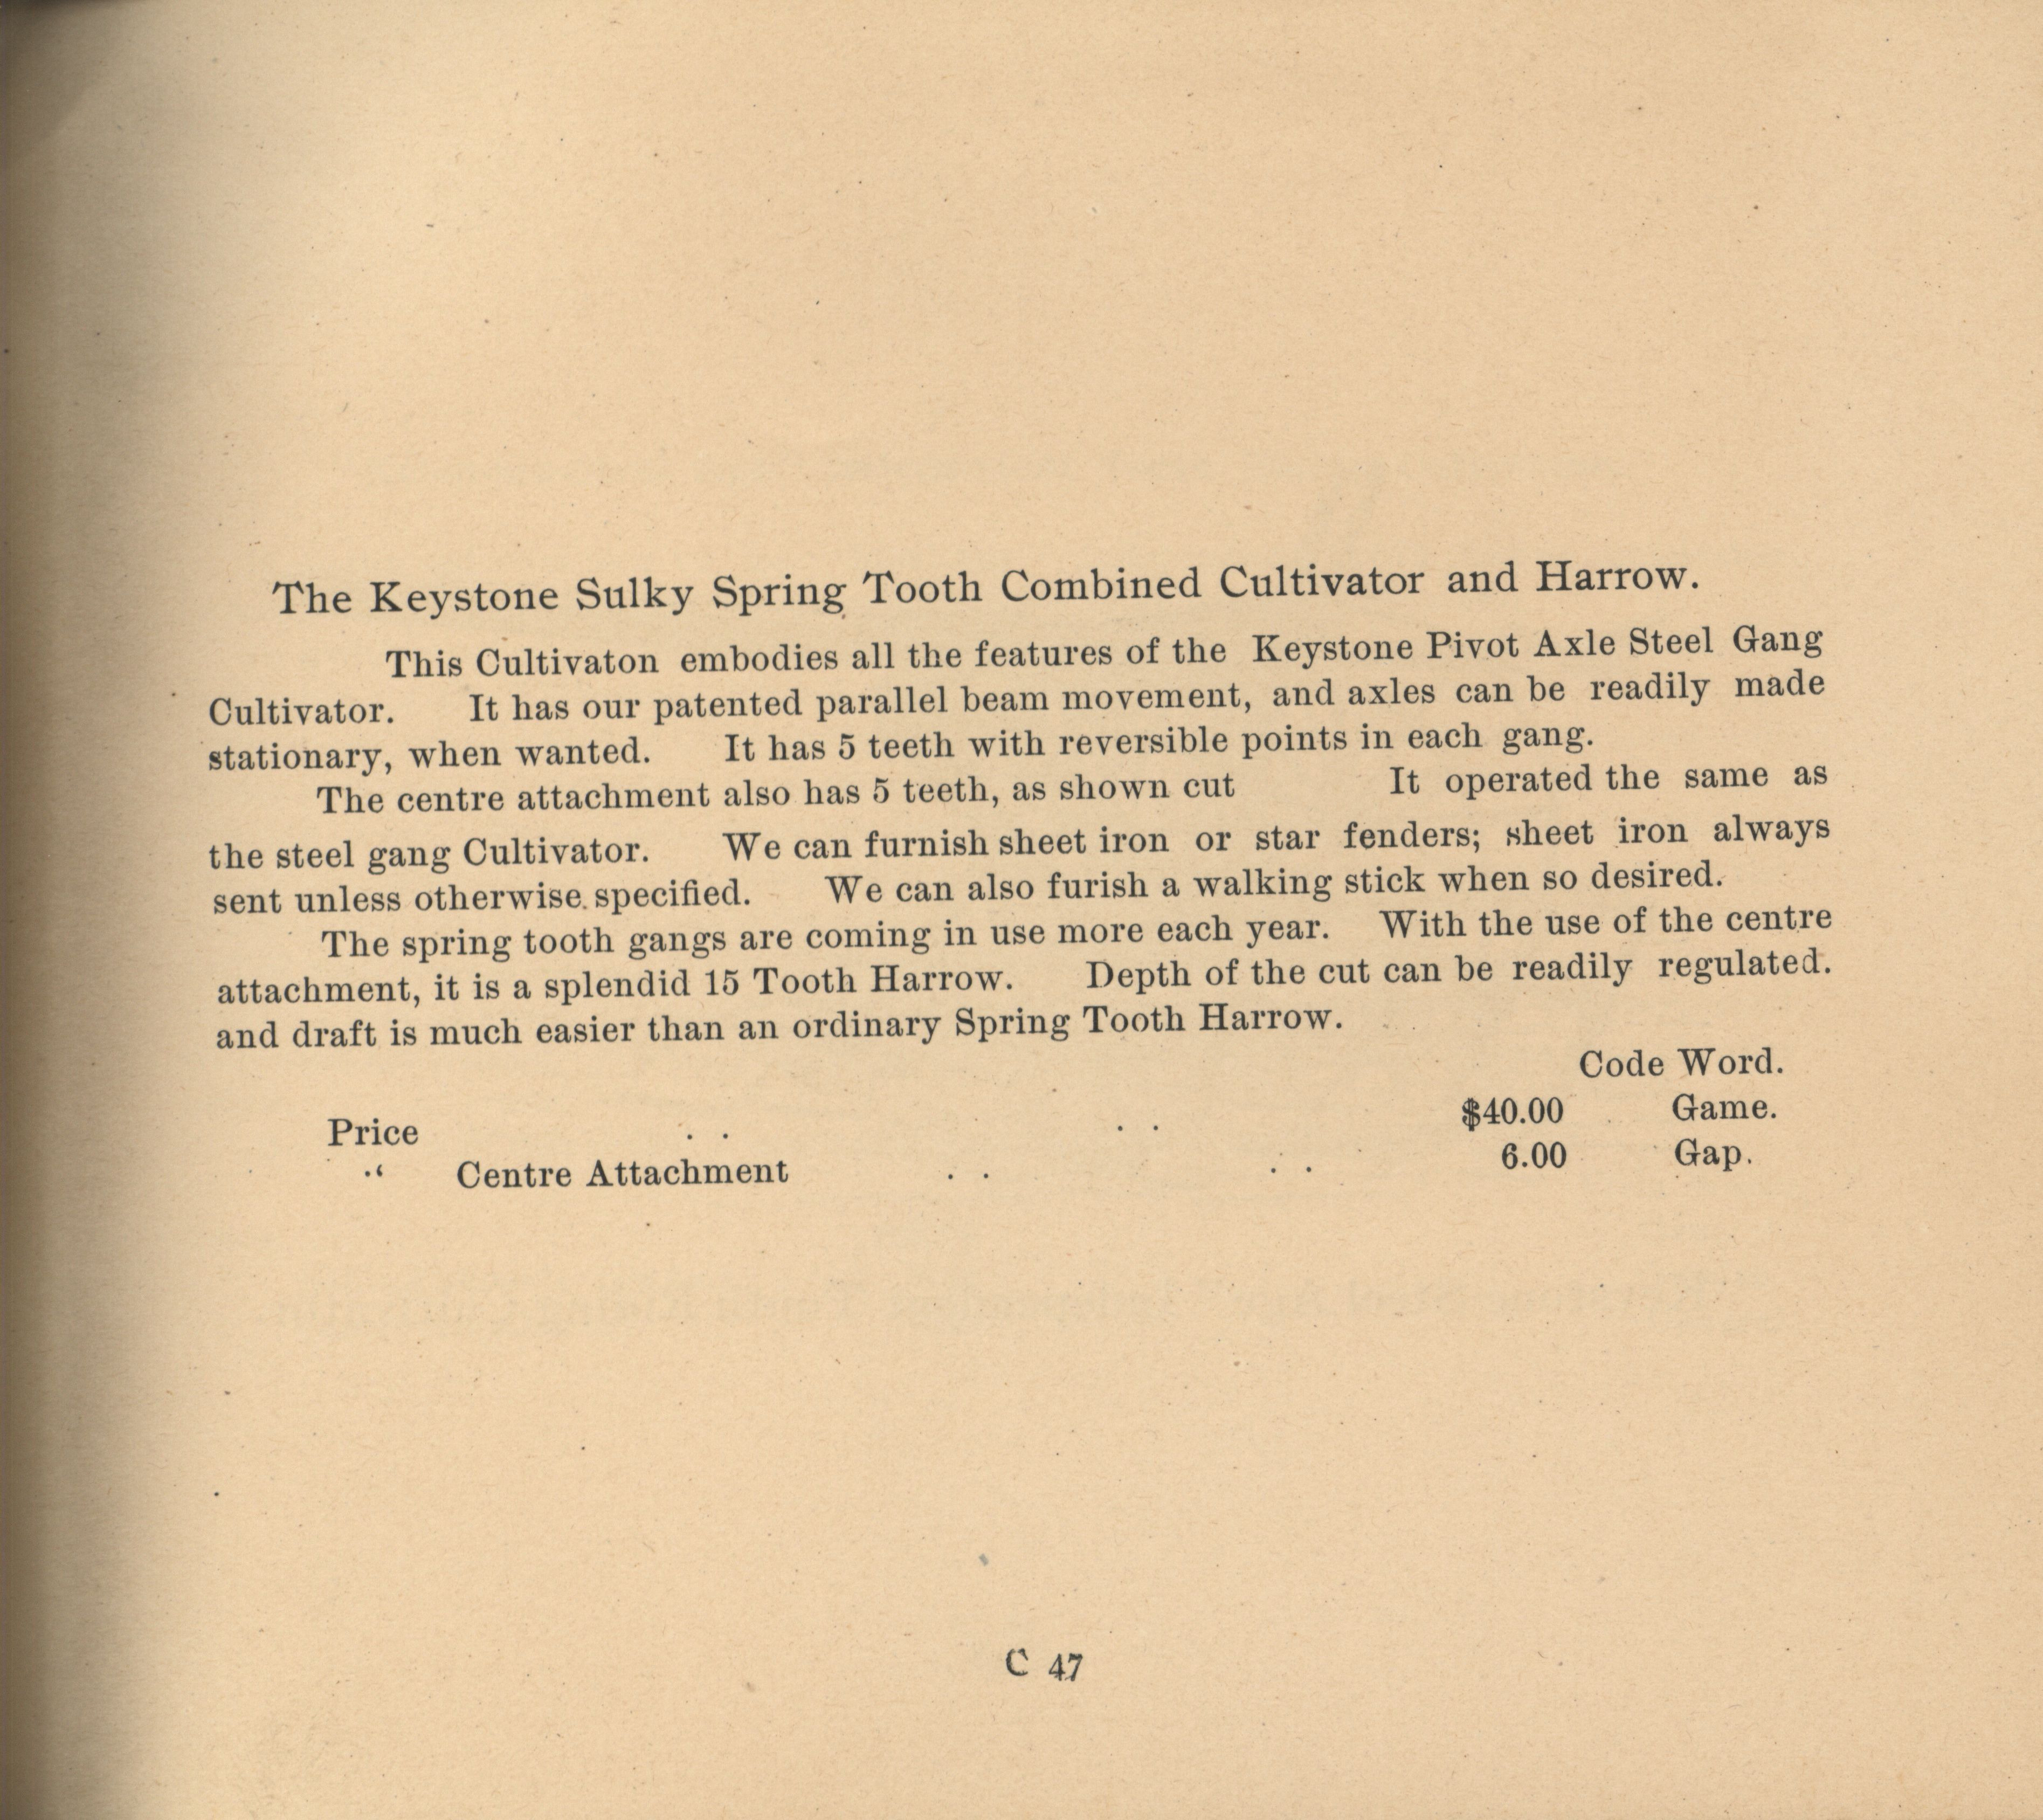 The Keystone Sulky Spring Tooth Combined Cultivator and Harrow.
This Cultivaton embodies all the features of the Keystone Pivot Axle Steel Gang
Cultivator. It has our patented parallel beam movement, and axles can be readily made
stationary, when wanted. It has 5 teeth with reversible points in each gang.
The centre attachment also has 5 teeth, as shown cut It operated the same as
the steel gang Cultivator. We can furnish sheet iron or star fenders; sheet iron always
sent unless otherwise specified. We can also furish a walking stick when so desired.
The spring tooth gangs are coming in use more each year. With the use of the centre
attachment, it is a splendid 15 Tooth Harrow. Depth of the cut can be readily regulated.
and draft is much easier than an ordinary Spring Tooth Harrow.
Code Word.
Price . . . . $40.00 Game.
" Centre Attachment . . . . 6.00 Gap.
C 47